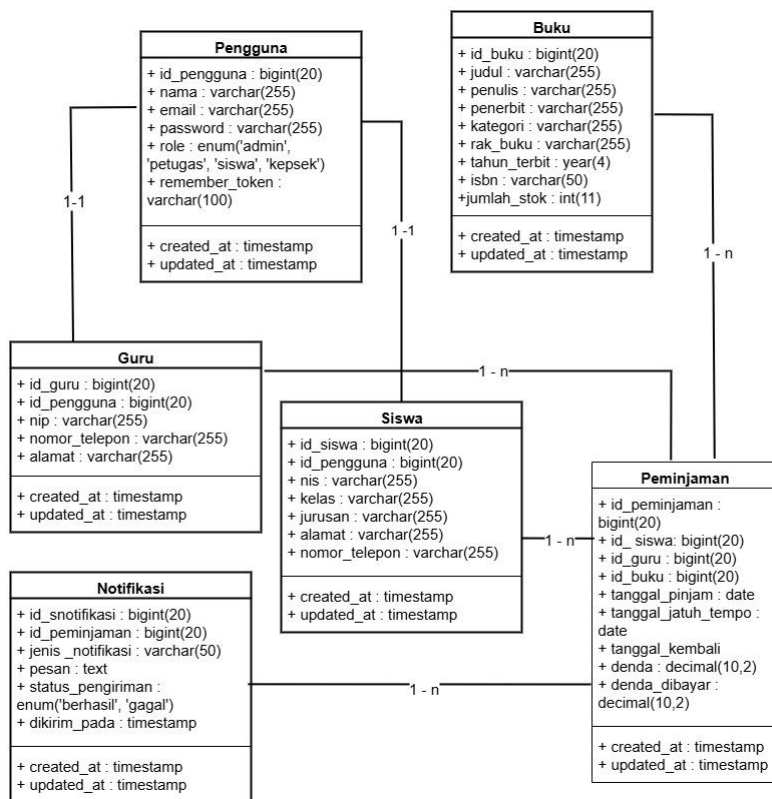 Pengguna
+ id_pengguna : bigint(20)
+ nama : varchar(255)
+ email : varchar(255)
+ password : varchar(255)
+ role : enum('admin',
'petugas', 'siswa', 'kepsek')
+ remember_token :
varchar(100)
+ created_at : timestamp
+ updated_at : timestamp
Buku
+ id_buku : bigint(20)
+ judul : varchar(255)
+ penulis : varchar(255)
+ penerbit : varchar(255)
+ kategori : varchar(255)
+ rak_buku : varchar(255)
+ tahun_terbit : year(4)
+ isbn : varchar(50)
+jumlah_stok : int(11)
+ created_at : timestamp
+ updated_at : timestamp
1-1
1 -1
1 - n
Guru
+ id_guru : bigint(20)
+ id_pengguna : bigint(20)
+ nip : varchar(255)
+ nomor_telepon : varchar(255)
+ alamat : varchar(255)
+ created_at : timestamp
+ updated_at : timestamp
1 - n
Siswa
+ id_siswa : bigint(20)
+ id_pengguna : bigint(20)
+ nis : varchar(255)
+ kelas : varchar(255)
+ jurusan : varchar(255)
+ alamat : varchar(255)
+ nomor_telepon : varchar(255)
+ created_at : timestamp
+ updated_at : timestamp
1 - n
Peminjaman
+ id_peminjaman :
bigint(20)
+ id_ siswa: bigint(20)
+ id_guru : bigint(20)
+ id_buku : bigint(20)
+ tanggal_pinjam : date
+ tanggal_jatuh_tempo :
date
+ tanggal_kembali
+ denda : decimal(10,2)
+ denda_dibayar :
decimal(10,2)
+ created_at : timestamp
+ updated_at : timestamp
Notifikasi
+ id_snotifikasi : bigint(20)
+ id_peminjaman : bigint(20)
+ jenis _notifikasi : varchar(50)
+ pesan : text
+ status_pengiriman :
enum('berhasil', 'gagal')
+ dikirim_pada : timestamp
+ created_at : timestamp
+ updated_at : timestamp
1 - n